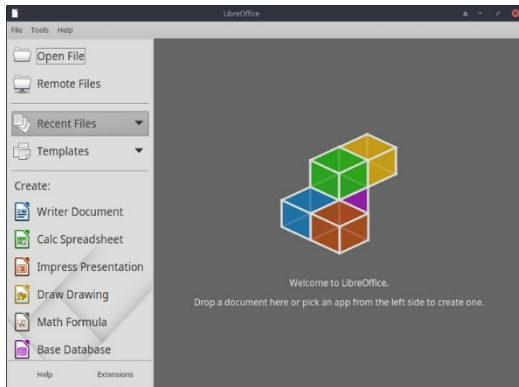 LibreOffice
File Tools Help
Open File
Remote Files
Recent Files
Templates
Create:
Writer Document
Calc Spreadsheet
Impress Presentation
Draw Drawing
Math Formula
Base Database
Help Extensions
Welcome to LibreOffice.
Drop a document here or pick an app from the left side to create one.